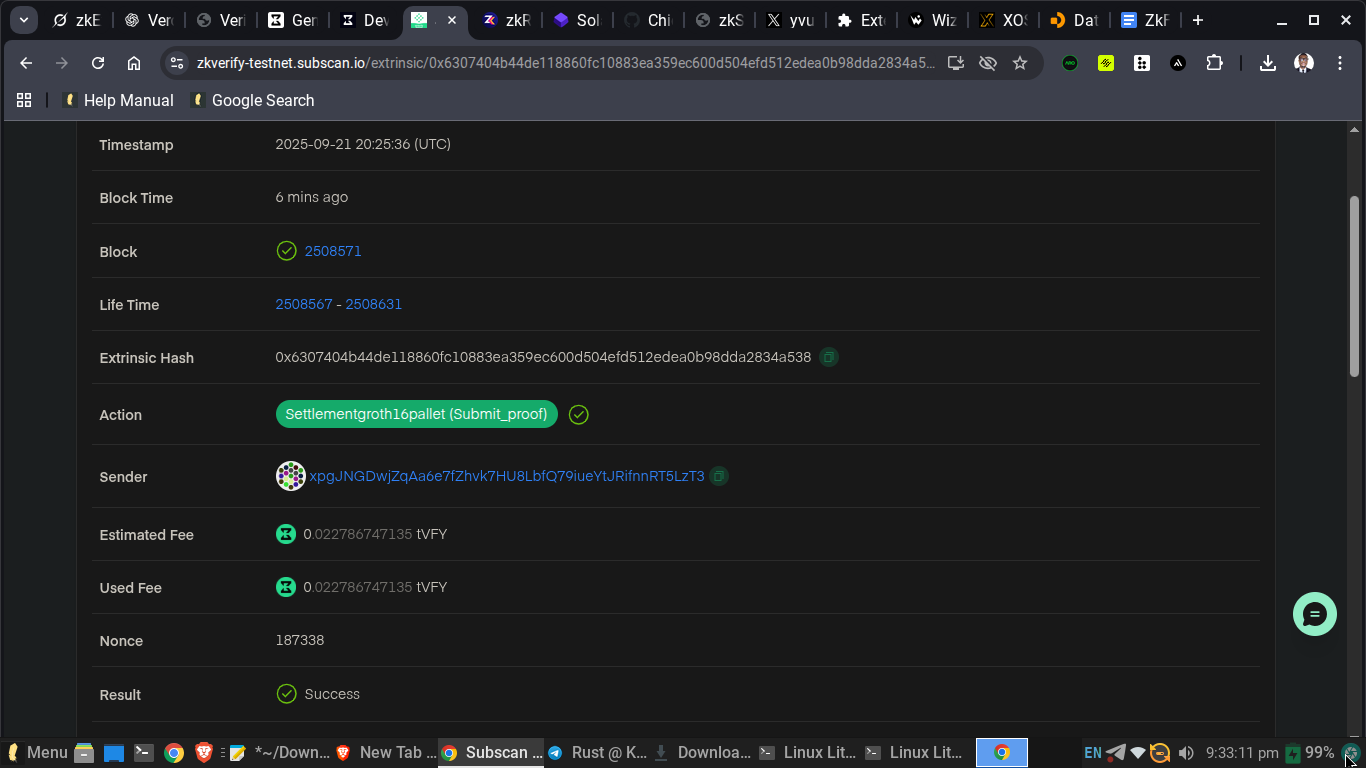 zkE
Ver
Veri
Ger
Dev
zkR
Sol
Chi
zkS
yvu
Ext
Wiz
XOS
Dat
ZkF
zkverify-testnet.subscan.io/extrinsic/0x6307404b44de118860fc10883ea359ec600d504efd512edea0b98dda2834a5...
Help Manual
Google Search
Timestamp 2025-09-21 20:25:36 (UTC)
Block Time 6 mins ago
Block 2508571
Life Time 2508567 - 2508631
Extrinsic Hash 0x6307404b44de118860fc10883ea359ec600d504efd512edea0b98dda2834a538
Action Settlementgroth16pallet (Submit_proof)
Sender xpgJNGDwjZqAa6e7fZhvk7HU8LbfQ79iueYtJRifnnRT5LzT3
Estimated Fee 0.022786747135 tVFY
Used Fee 0.022786747135 tVFY
Nonce 187338
Result Success
Menu *~/Down... New Tab ... Subscan ... Rust @ K... Downloa... Linux Lit... Linux Lit... EN 9:33:11 pm 99%